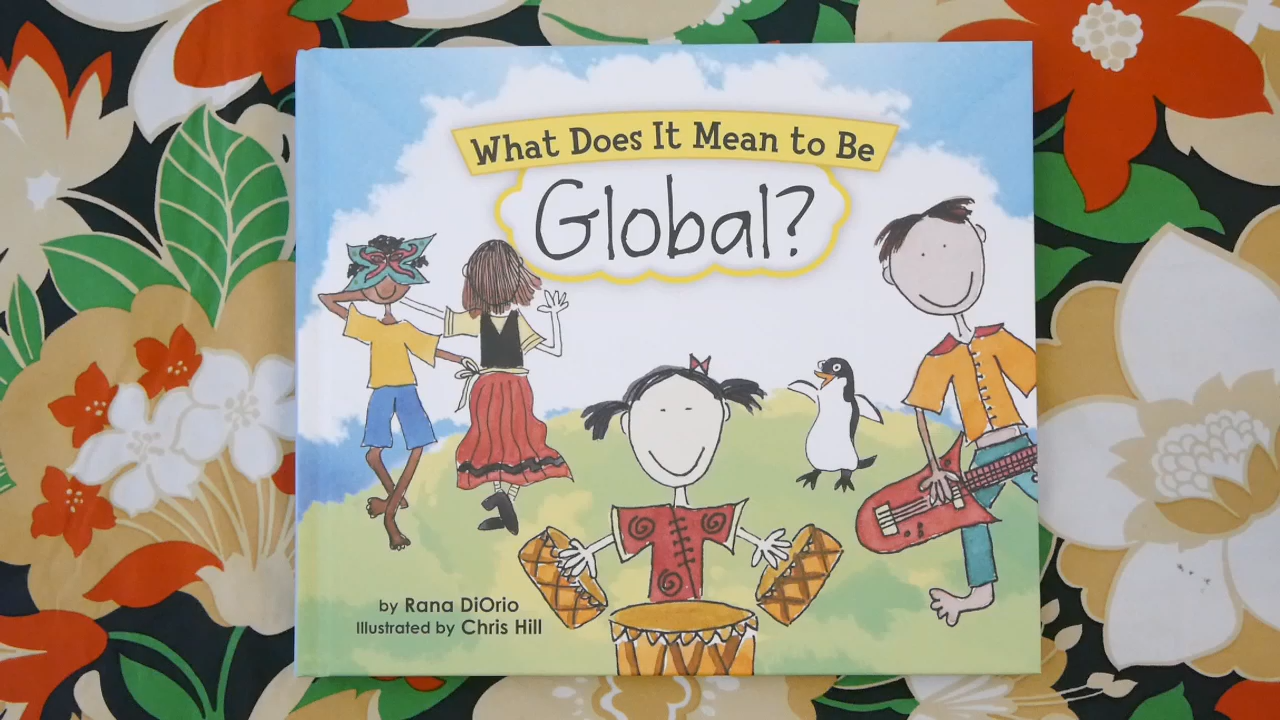 What Does It Mean to Be
Global?
by Rana DiOrio
Illustrated by Chris Hill